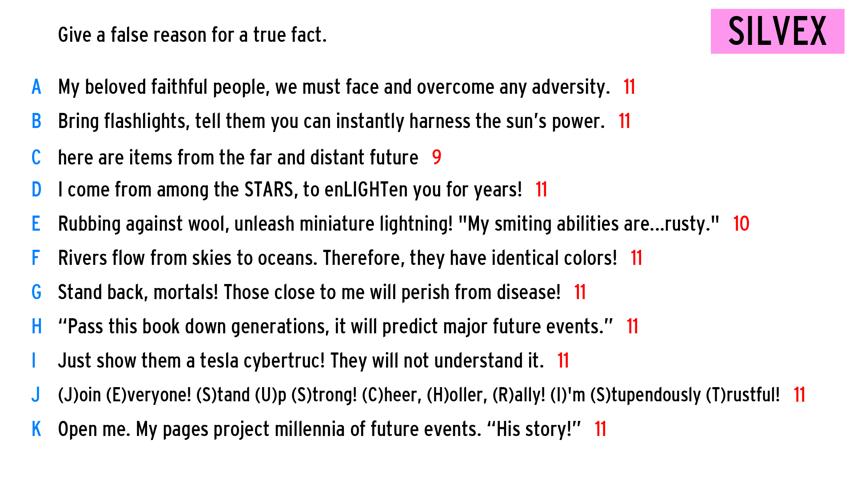 Give a false reason for a true fact.
SILVEX
A My beloved faithful people, we must face and overcome any adversity. 11
B Bring flashlights, tell them you can instantly harness the sun's power. 11
C here are items from the far and distant future 9
D I come from among the STARS, to enLIGHTen you for years! 11
E Rubbing against wool, unleash miniature lightning! "My smiting abilities are...rusty." 10
F Rivers flow from skies to oceans. Therefore, they have identical colors! 11
G Stand back, mortals! Those close to me will perish from disease! 11
H “Pass this book down generations, it will predict major future events.” 11
I Just show them a tesla cybertruc! They will not understand it. 11
J (J)oin (E)veryone! (S)tand (U)p (S)trong! (C)heer, (H)oller, (R)ally! (I)'m (S)tupendously (T)rustful! 11
K Open me. My pages project millennia of future events. “His story!” 11